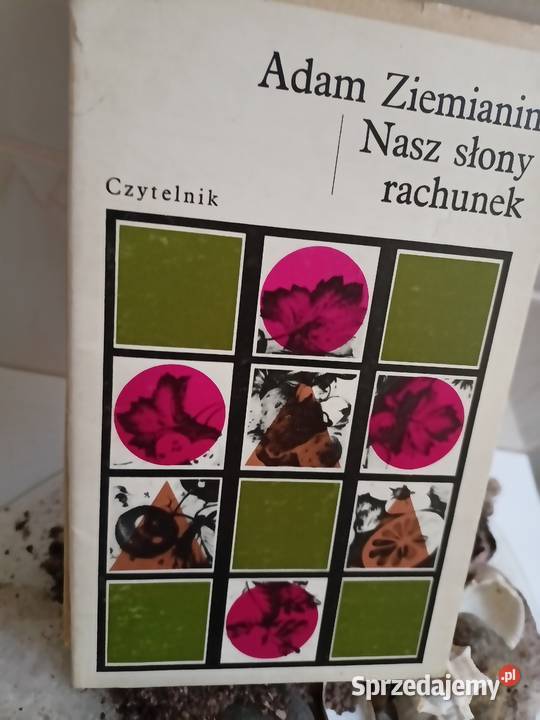 Adam Ziemianin
Nasz słony
rachunek
Czytelnik
Sprzedajemy.pl